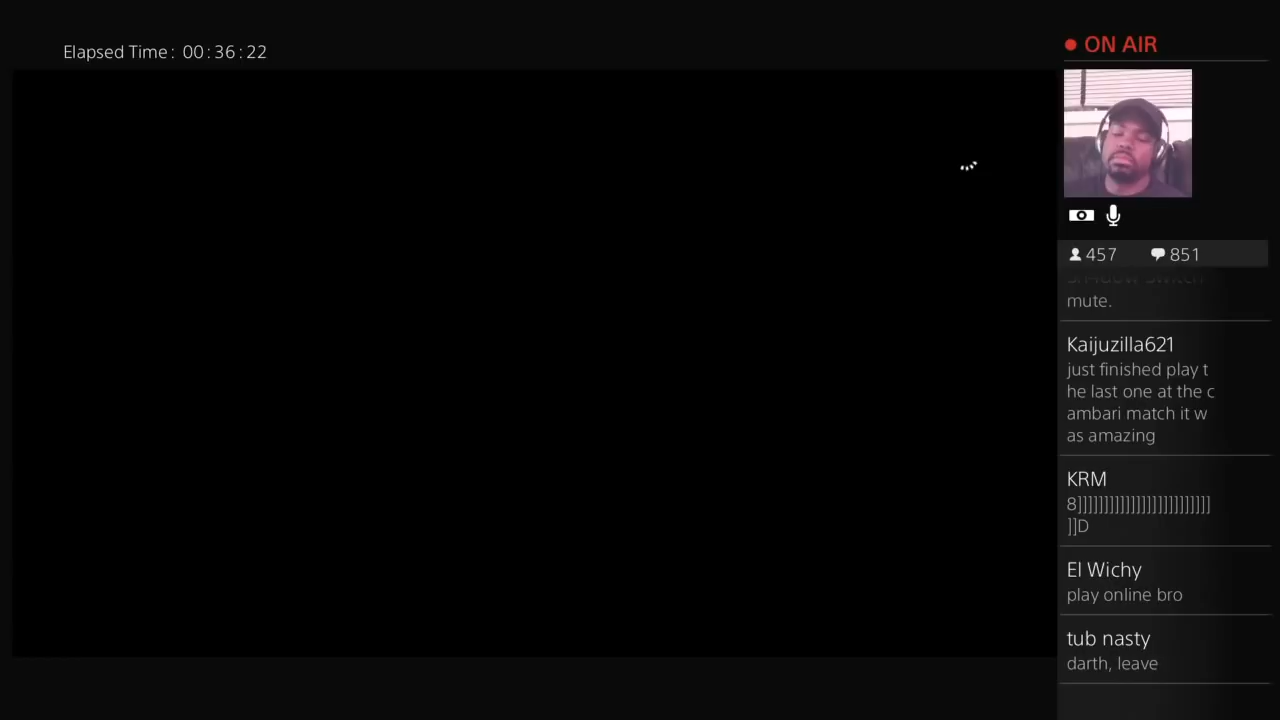 Elapsed Time: 00:36:22
ON AIR
457 851
mute.
Kaijuzilla621
just finished play t
he last one at the c
ambari match it w
as amazing
KRM
8]]]]]]]]]]]]]]]]]]]]]]]]]
]]D
El Wichy
play online bro
tub nasty
darth, leave